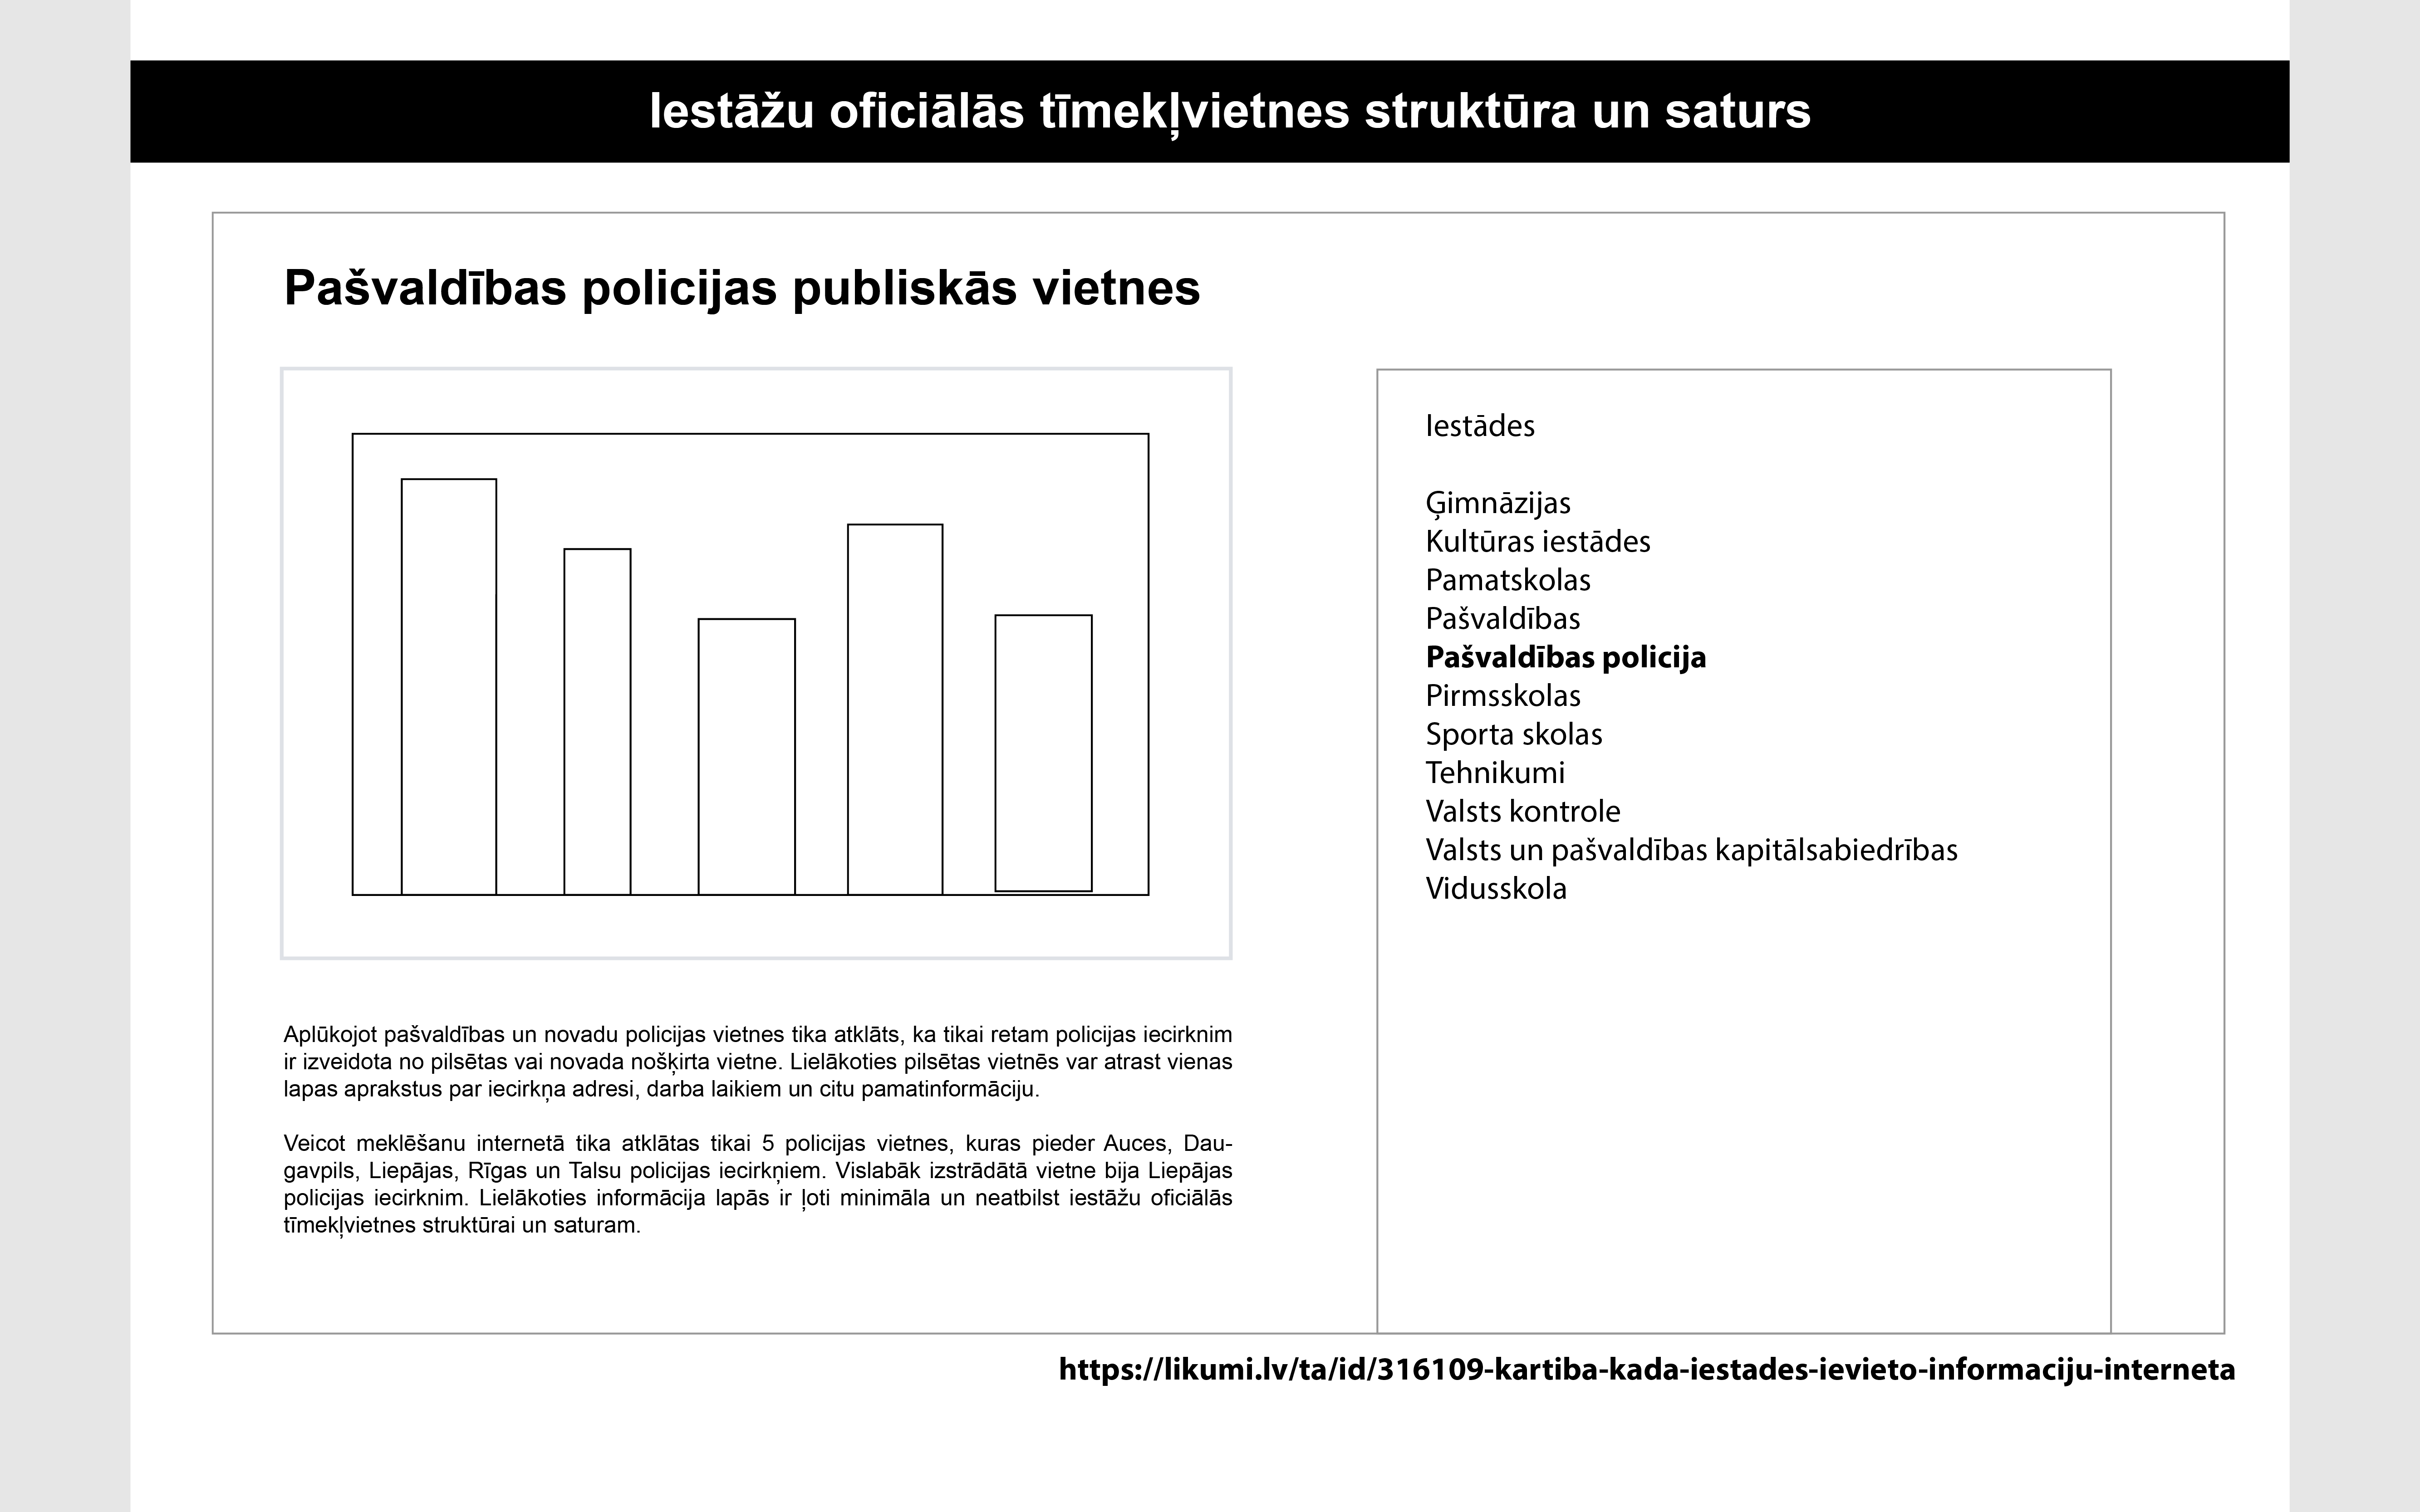 Iestāžu oficiālās tīmekļvietnes struktūra un saturs
Pašvaldības policijas publiskās vietnes
Aplūkojot pašvaldības un novadu policijas vietnes tika atklāts, ka tikai retam policijas iecirknim
ir izveidota no pilsētas vai novada nošķirta vietne. Lielākoties pilsētas vietnēs var atrast vienas
lapas aprakstus par iecirkņa adresi, darba laikiem un citu pamatinformāciju.
Veicot meklēšanu internetā tika atklātas tikai 5 policijas vietnes, kuras pieder Auces, Dau-
gavpils, Liepājas, Rīgas un Talsu policijas iecirkņiem. Vislabāk izstrādātā vietne bija Liepājas
policijas iecirknim. Lielākoties informācija lapās ir ļoti minimāla un neatbilst iestāžu oficiālās
tīmekļvietnes struktūrai un saturam.
Iestādes
Ģimnāzijas
Kultūras iestādes
Pamatskolas
Pašvaldības
Pašvaldības policija
Pirmsskolas
Sporta skolas
Tehnikumi
Valsts kontrole
Valsts un pašvaldības kapitālsabiedrības
Vidusskola
https://likumi.lv/ta/id/316109-kartiba-kada-iestades-ievieto-informaciju-interneta